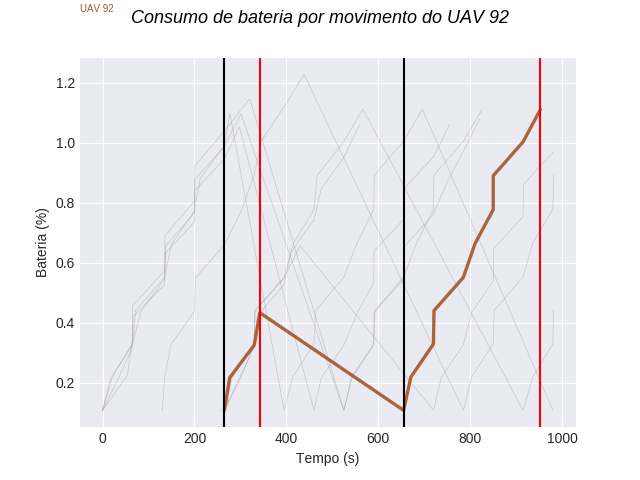 UAV 92
Consumo de bateria por movimento do UAV 92
1.2
1.0
0.8
0.6
0.4
0.2
Bateria (%)
0 200 400 600 800 1000
Tempo (s)